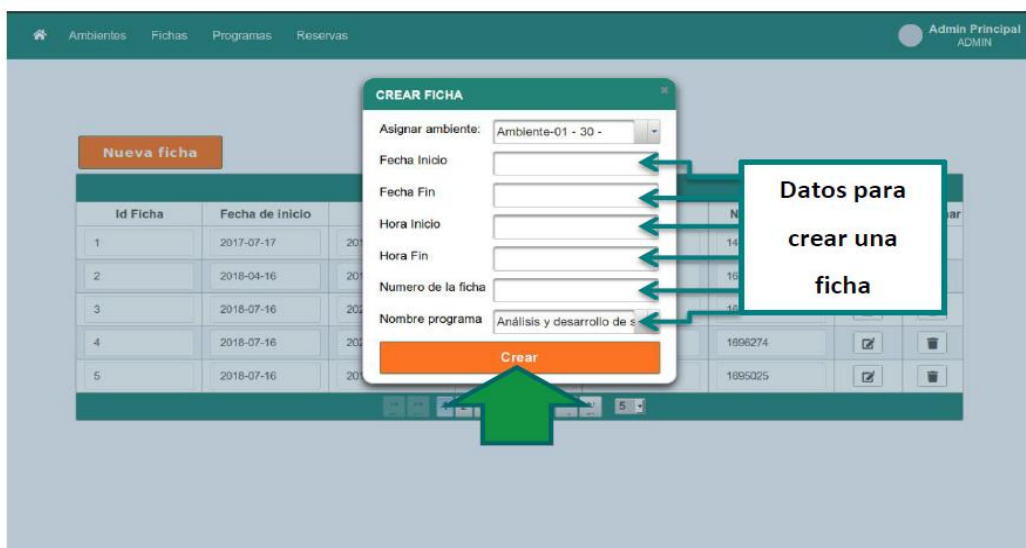 Ambientes Fichas Programas Reservas
Admin Principal
ADMIN
CREAR FICHA
Asignar ambiente: Ambiente-01 - 30 -
Fecha Inicio
Fecha Fin
Hora Inicio
Hora Fin
Numero de la ficha
Nombre programa Análisis y desarrollo de s
Crear
Datos para
crear una
ficha
Nueva ficha
Id Ficha Fecha de inicio
1 2017-07-17
2 2018-04-16
3 2018-07-16
4 2018-07-16 1696274
5 2018-07-16 1695025
5